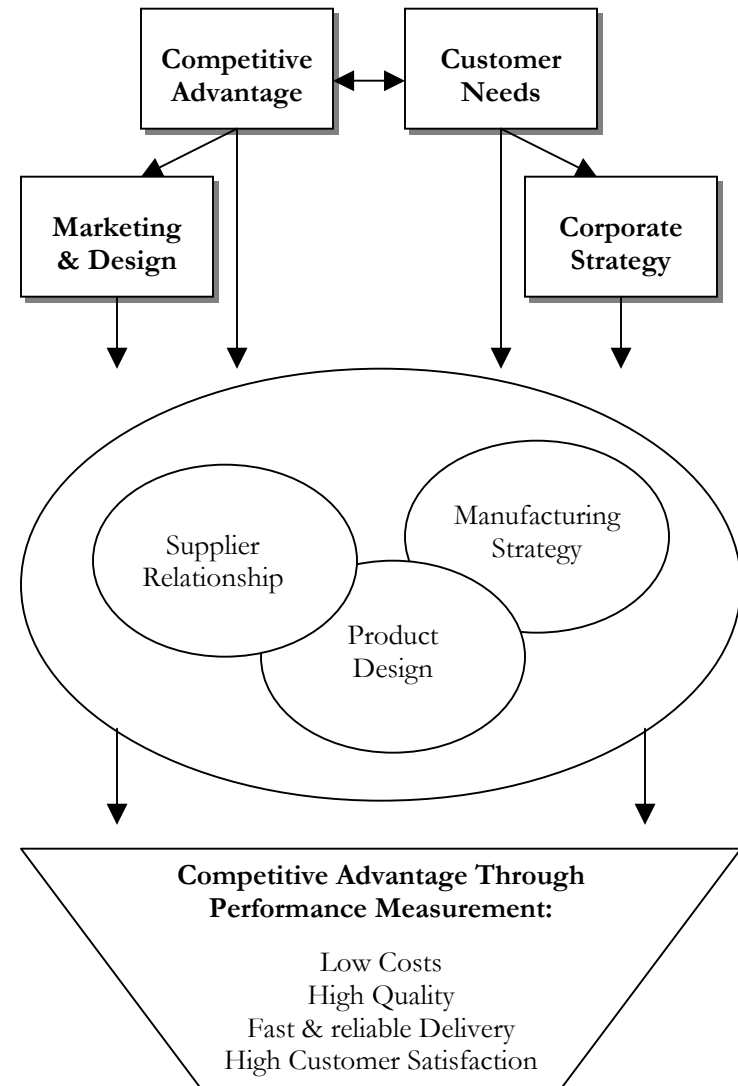 Competitive
Advantage
Customer
Needs
Marketing
& Design
Corporate
Strategy
Supplier
Relationship
Manufacturing
Strategy
Product
Design
Competitive Advantage Through
Performance Measurement:
Low Costs
High Quality
Fast & reliable Delivery
High Customer Satisfaction